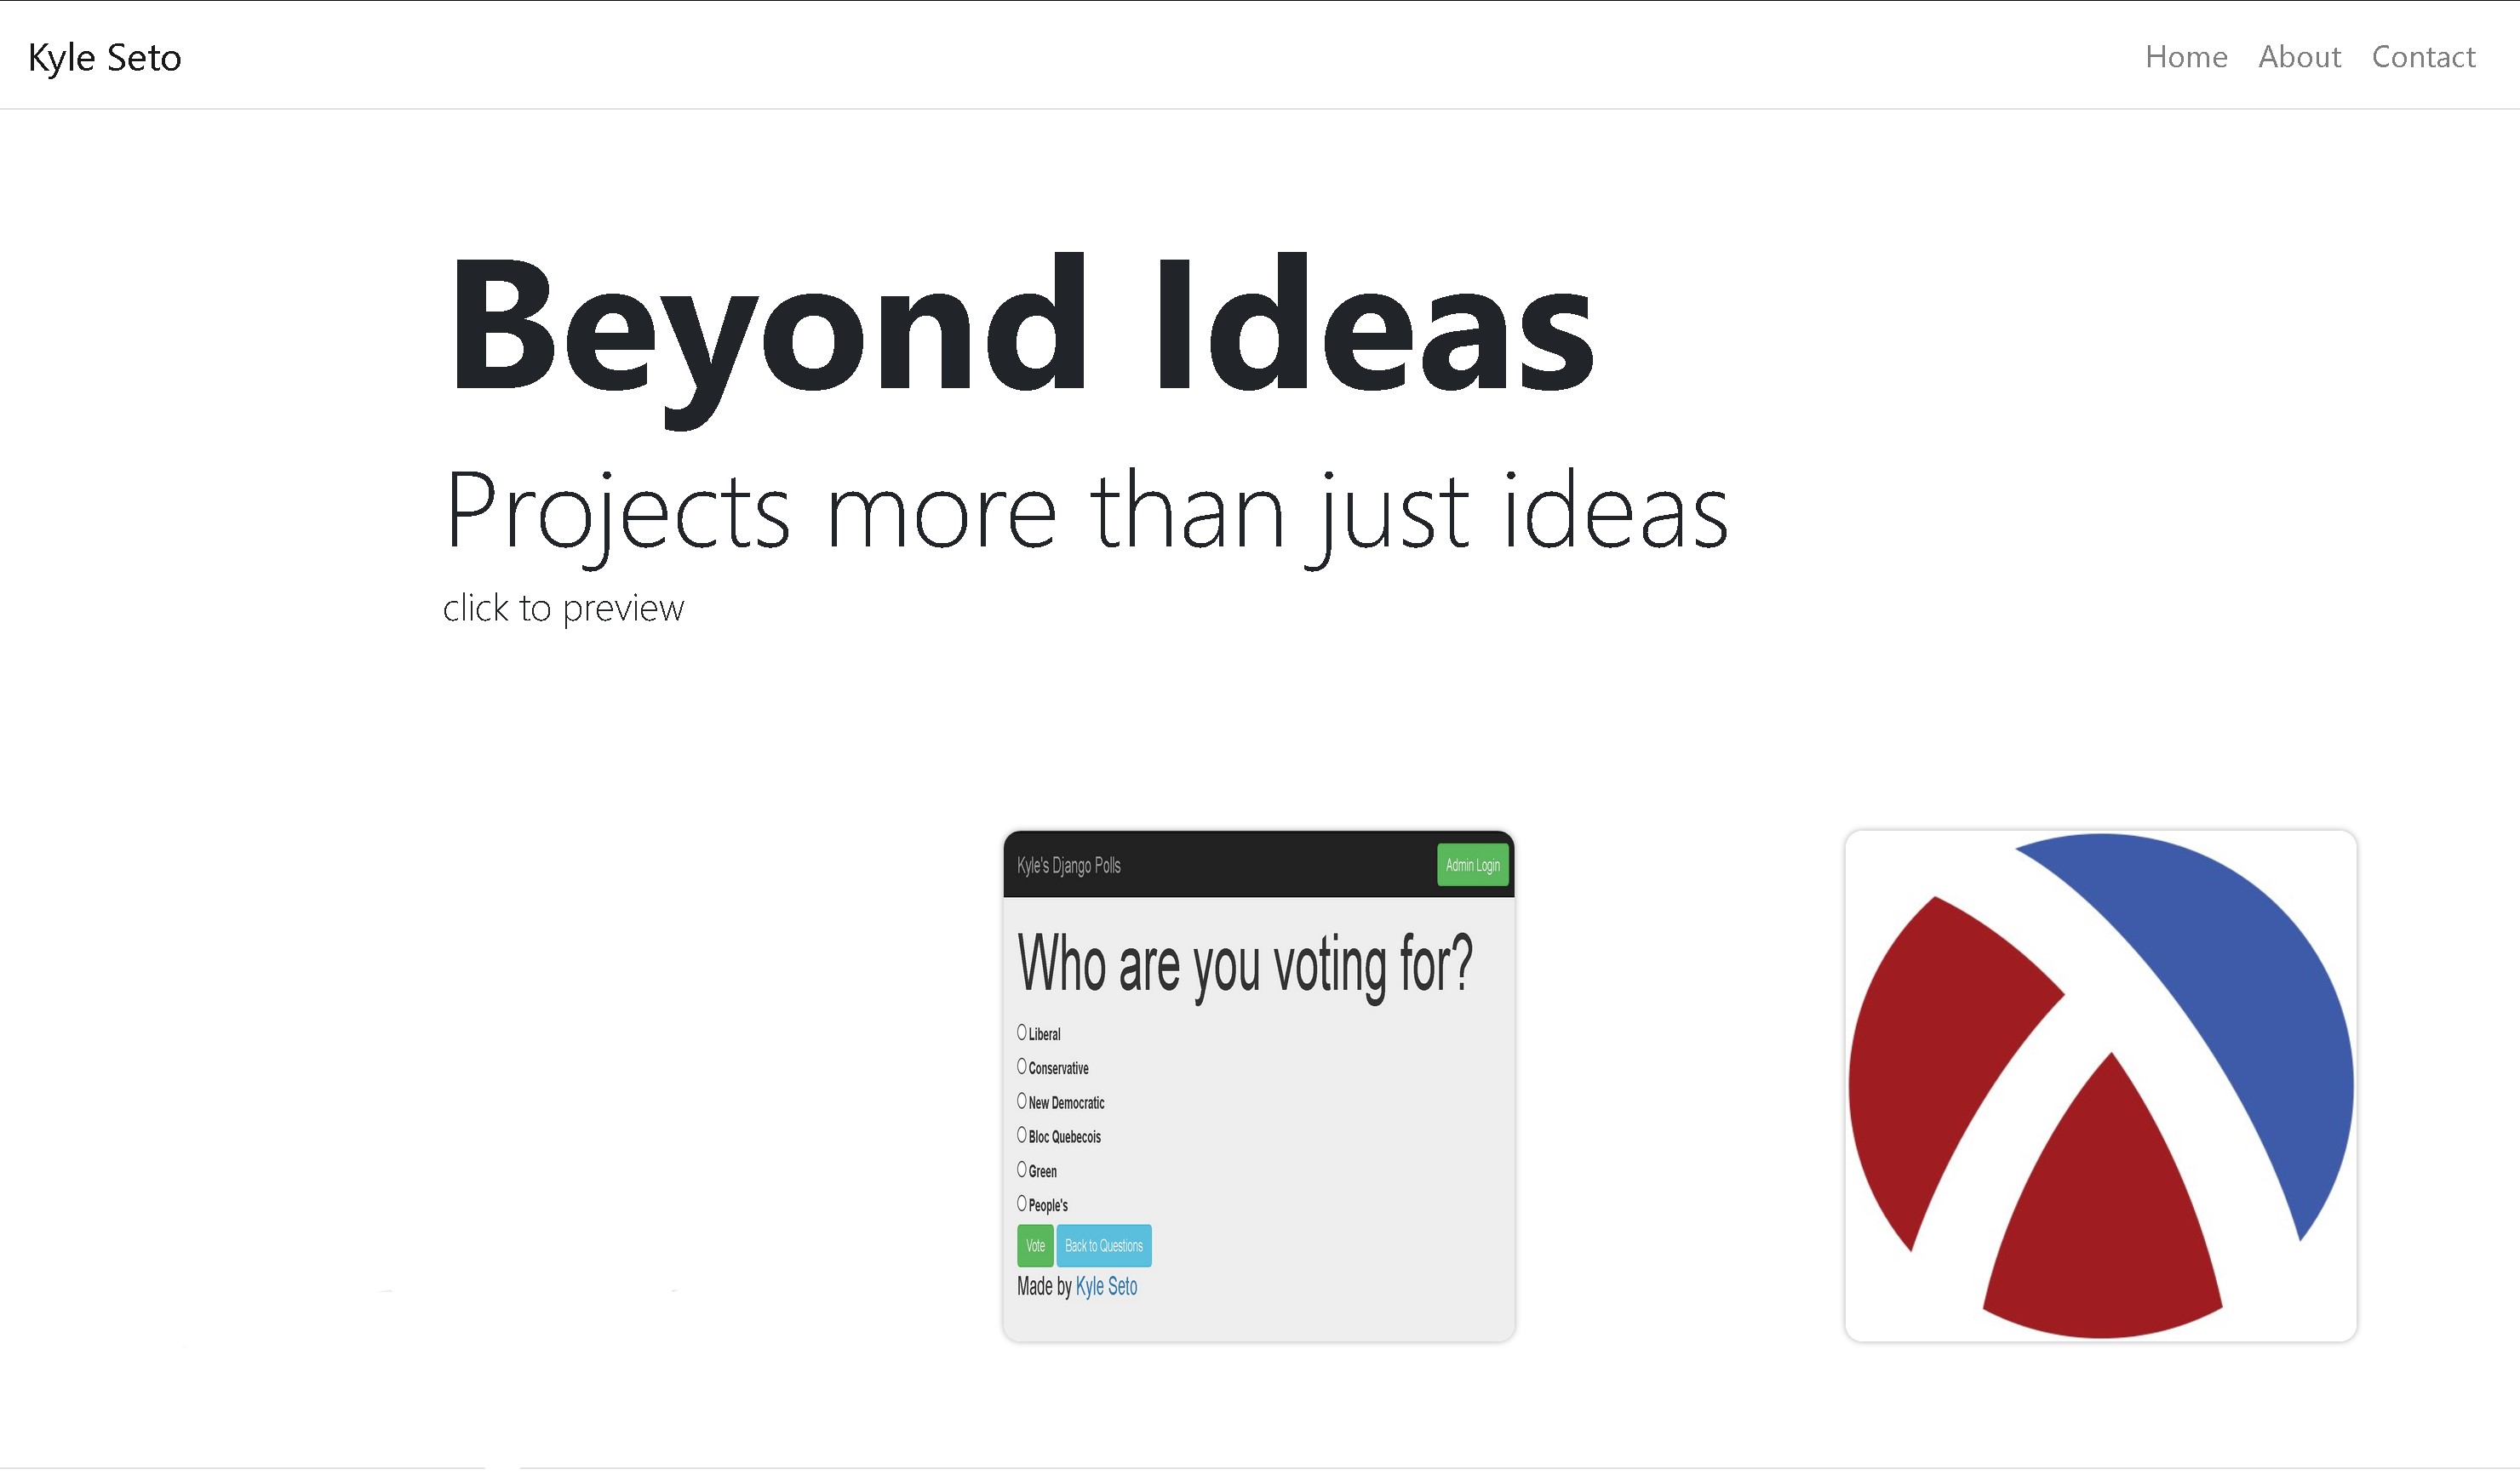 Kyle Seto
Home About Contact
Beyond Ideas
Projects more than just ideas
click to preview
Kyle's Django Polls
Admin Login
Who are you voting for?
Liberal
Conservative
New Democratic
Bloc Quebecois
Green
People's
Vote Back to Questions
Made by Kyle Seto